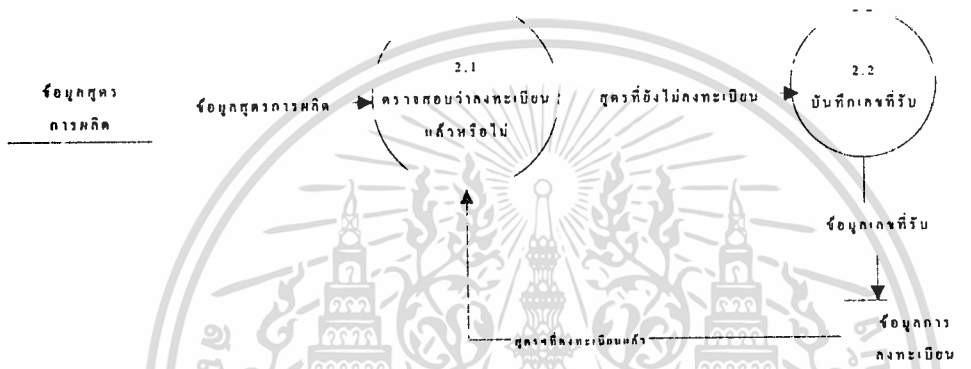 ข้อมูลสูตร
การผลิต
ข้อมูลสูตรการผลิต
2.1
ตรวจสอบว่าลงทะเบียน
แล้วหรือไม่
สูตรที่ยังไม่ลงทะเบียน
2.2
บันทึกเลขที่รับ
ข้อมูลเลขที่รับ
ข้อมูลการ
ลงทะเบียน
สูตรที่ลงทะเบียนแล้ว